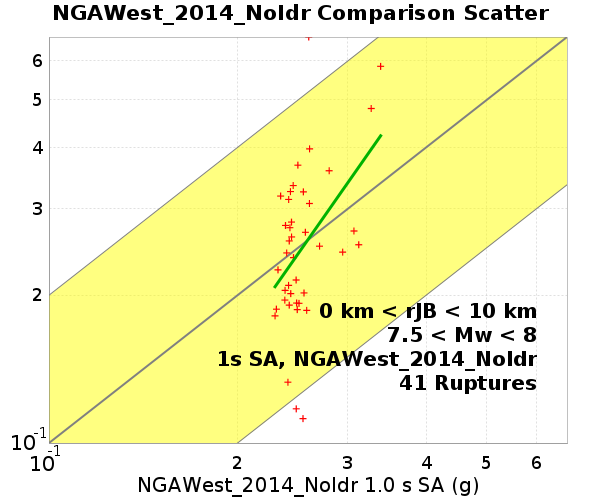 NGAWest_2014_NoIdr Comparison Scatter
6
5
4
3
2
10-1
0 km < rJB < 10 km
7.5 < Mw < 8
1s SA, NGAWest_2014_NoIdr
41 Ruptures
10-1 2 3 4 5 6
NGAWest_2014_NoIdr 1.0 s SA (g)